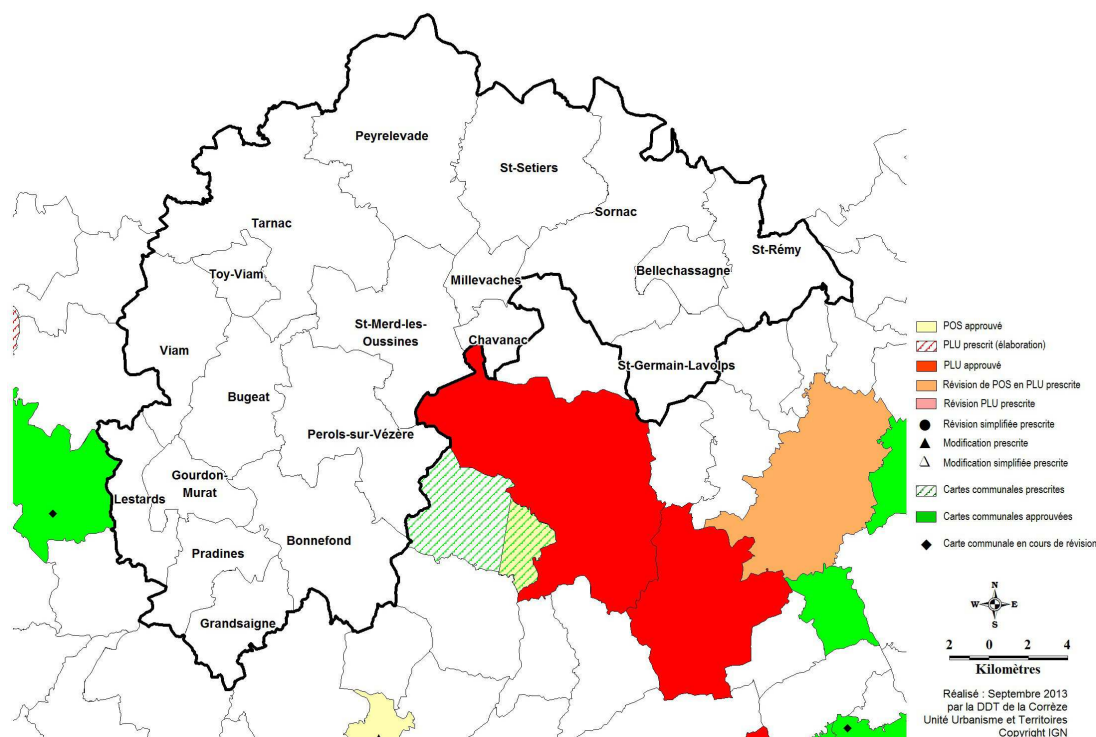 Peyrelevade
St-Setiers
Sornac
Tarnac
St-Rémy
Toy-Viam
Millevaches
Bellechassagne
St-Merd-les-
Oussines
Chavanac
Viam
St-Germain-Lavolps
Bugeat
Perols-sur-Vézère
Gourdon-
Murat
Lestards
Bonnefond
Pradines
Grandsaigne
POS approuvé
PLU prescrit (élaboration)
PLU approuvé
Révision de POS en PLU prescrite
Révision PLU prescrite
Révision simplifiée prescrite
Modification prescrite
Modification simplifiée prescrite
Cartes communales prescrites
Cartes communales approuvées
Carte communale en cours de révision
N
W E
S
2 0 2 4
Kilomètres
Réalisé : Septembre 2013
par la DDT de la Corrèze
Unité Urbanisme et Territoires
Copyright IGN